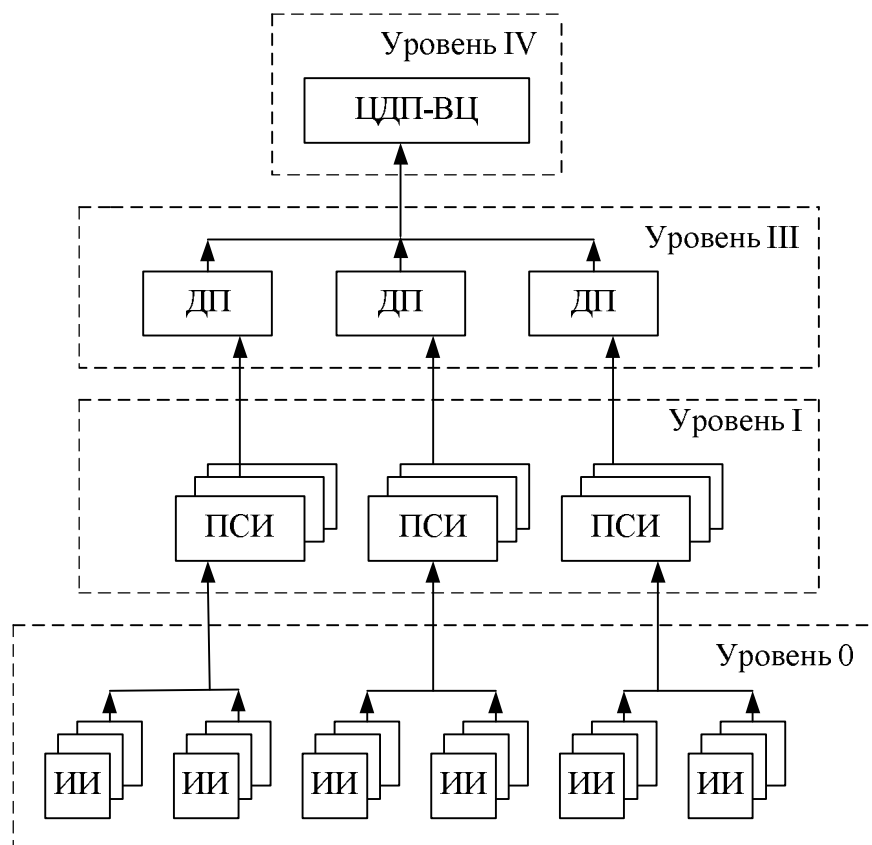 Уровень IV
ЦДП-ВЦ
Уровень III
ДП ДП ДП
Уровень I
ПСИ ПСИ ПСИ
Уровень 0
ИИ ИИ ИИ ИИ ИИ ИИ